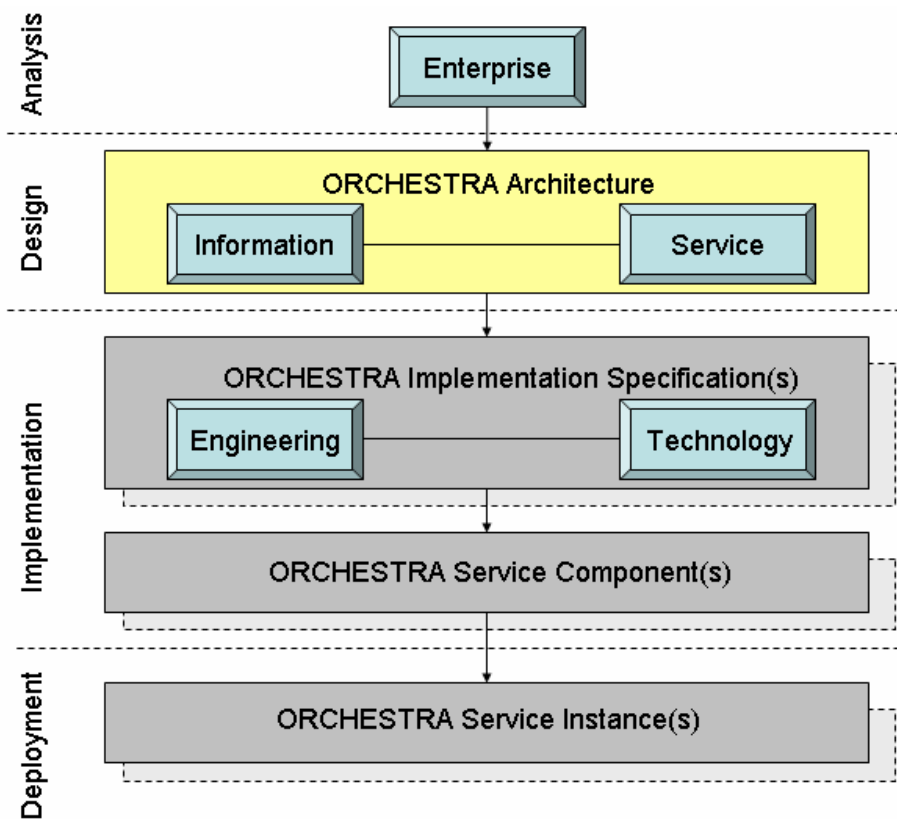 Analysis
Enterprise
Design
ORCHESTRA Architecture
Information
Service
Implementation
ORCHESTRA Implementation Specification(s)
Engineering
Technology
ORCHESTRA Service Component(s)
Deployment
ORCHESTRA Service Instance(s)